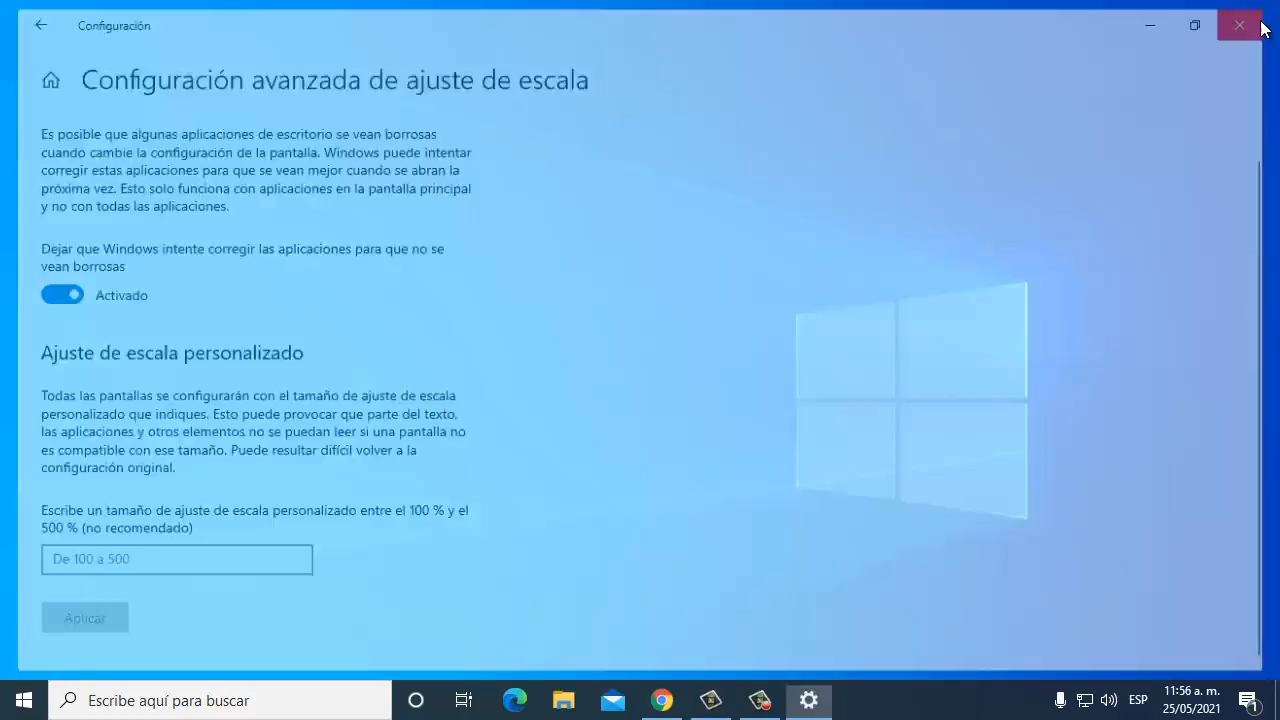 Configuración
Configuración avanzada de ajuste de escala
Es posible que algunas aplicaciones de escritorio se vean borrosas
cuando cambie la configuración de la pantalla. Windows puede intentar
corregir estas aplicaciones para que se vean mejor cuando se abran la
próxima vez. Esto solo funciona con aplicaciones en la pantalla principal
y no con todas las aplicaciones.
Dejar que Windows intente corregir las aplicaciones para que no se
vean borrosas
Activado
Ajuste de escala personalizado
Todas las pantallas se configurarán con el tamaño de ajuste de escala
personalizado que indiques. Esto puede provocar que parte del texto,
las aplicaciones y otros elementos no se puedan leer si una pantalla no
es compatible con ese tamaño. Puede resultar difícil volver a la
configuración original.
Escribe un tamaño de ajuste de escala personalizado entre el 100 % y el
500 % (no recomendado)
De 100 a 500
Aplicar
Escribe aquí para buscar
ESP
11:56 a. m.
25/05/2021
1